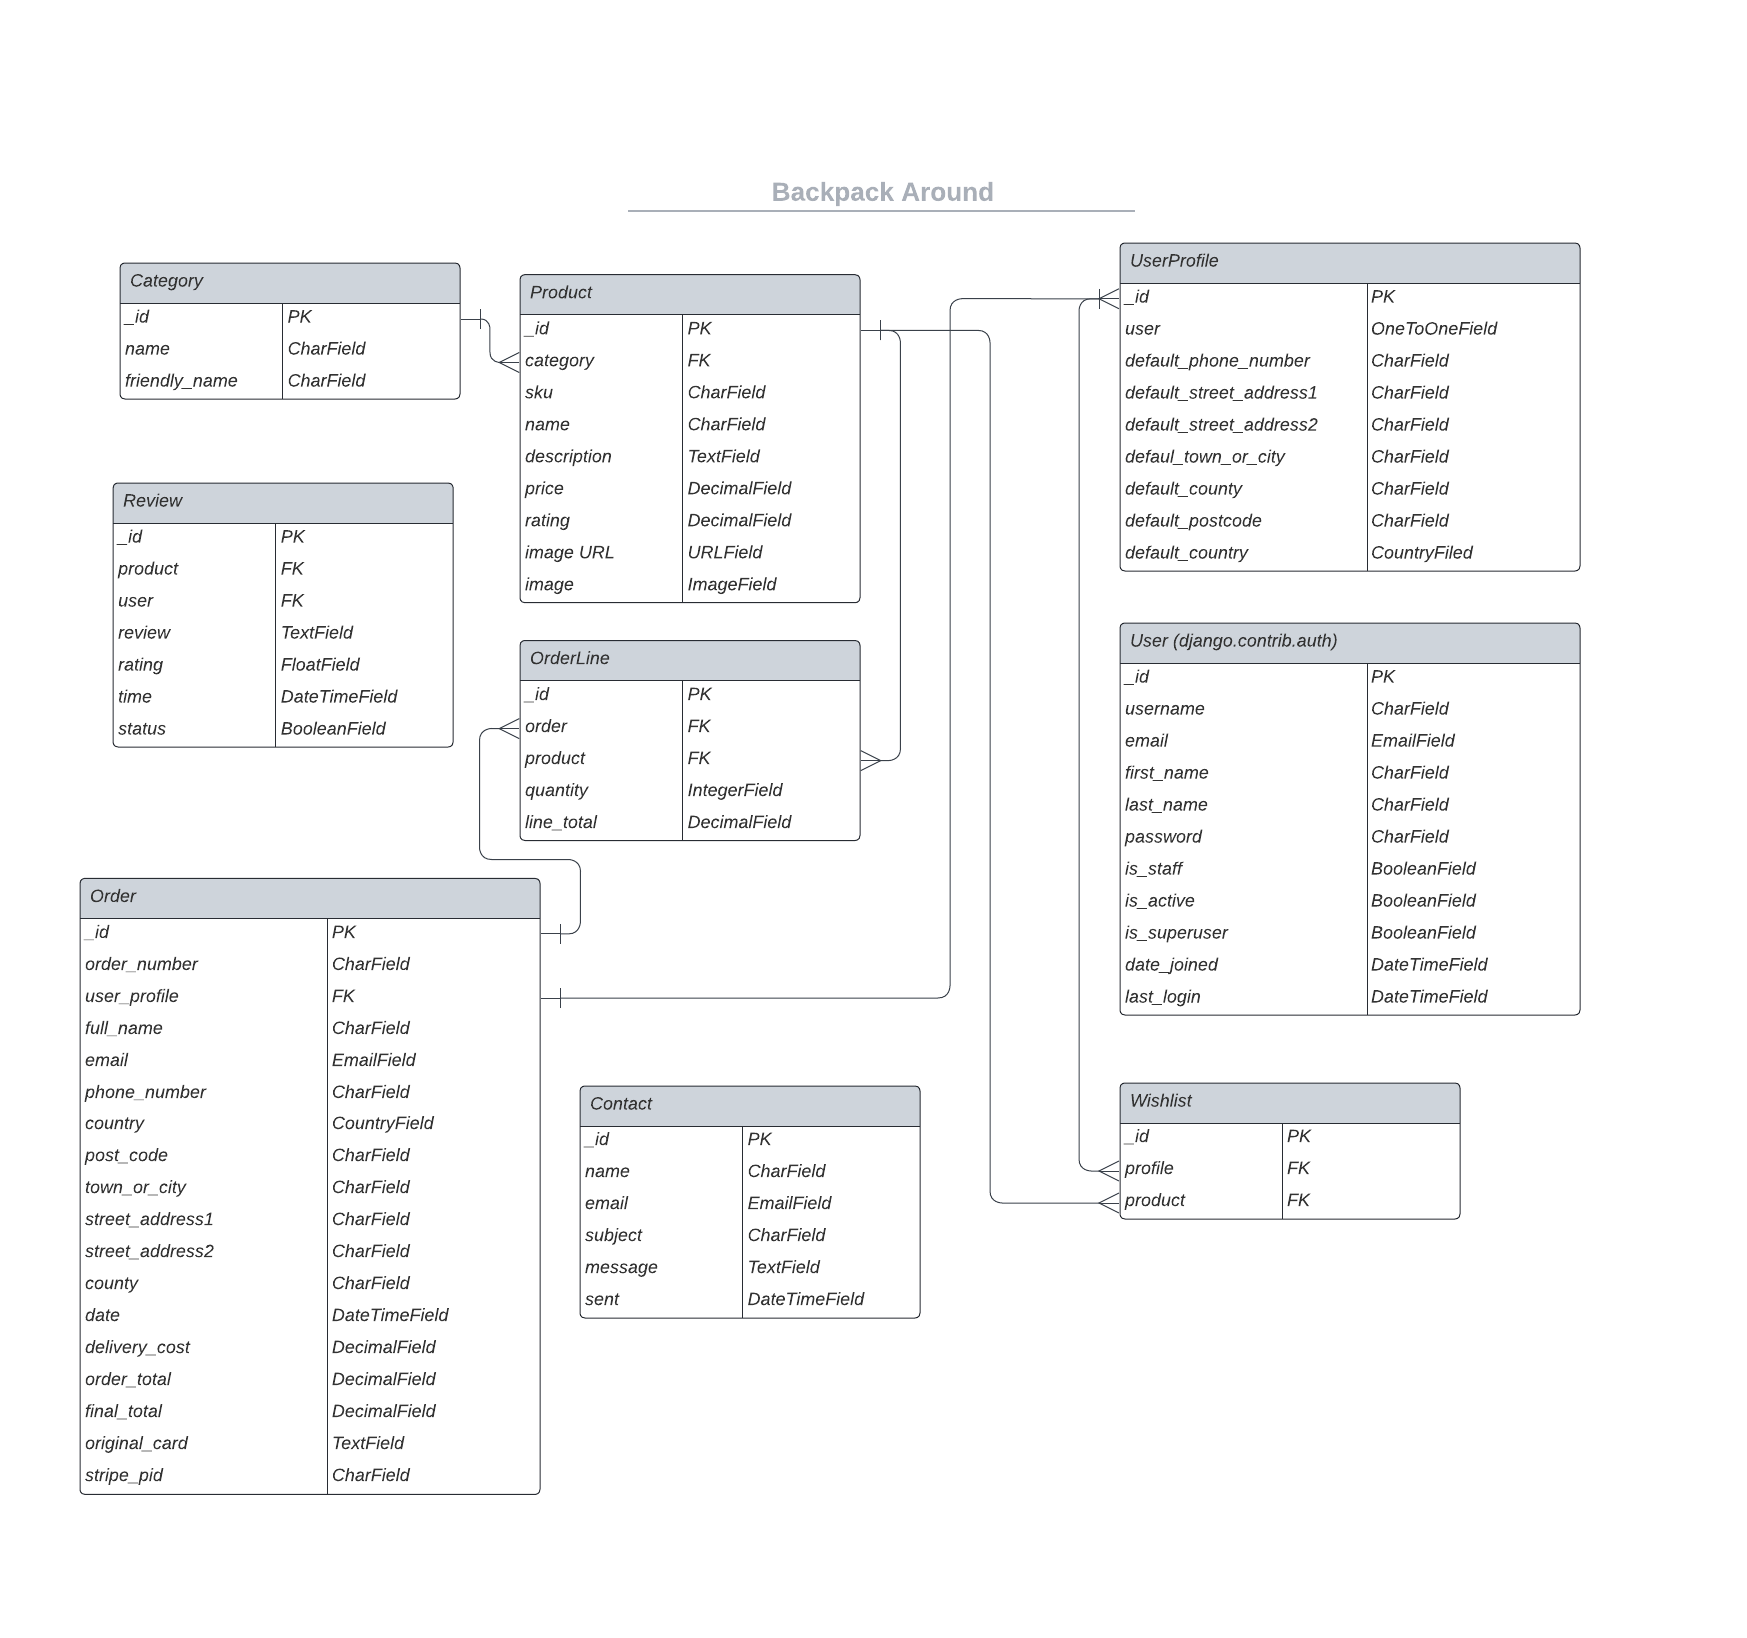 Backpack Around
Category
_id PK
name CharField
friendly_name CharField
Product
_id PK
category FK
sku CharField
name CharField
description TextField
price DecimalField
rating DecimalField
image URL URLField
image ImageField
UserProfile
_id PK
user OneToOneField
default_phone_number CharField
default_street_address1 CharField
default_street_address2 CharField
defaul_town_or_city CharField
default_county CharField
default_postcode CharField
default_country CountryFiled
Review
_id PK
product FK
user FK
review TextField
rating FloatField
time DateTimeField
status BooleanField
OrderLine
_id PK
order FK
product FK
quantity IntegerField
line_total DecimalField
User (django.contrib.auth)
_id PK
username CharField
email EmailField
first_name CharField
last_name CharField
password CharField
is_staff BooleanField
is_active BooleanField
is_superuser BooleanField
date_joined DateTimeField
last_login DateTimeField
Order
_id PK
order_number CharField
user_profile FK
full_name CharField
email EmailField
phone_number CharField
country CountryField
post_code CharField
town_or_city CharField
street_address1 CharField
street_address2 CharField
county CharField
date DateTimeField
delivery_cost DecimalField
order_total DecimalField
final_total DecimalField
original_card TextField
stripe_pid CharField
Contact
_id PK
name CharField
email EmailField
subject CharField
message TextField
sent DateTimeField
Wishlist
_id PK
profile FK
product FK